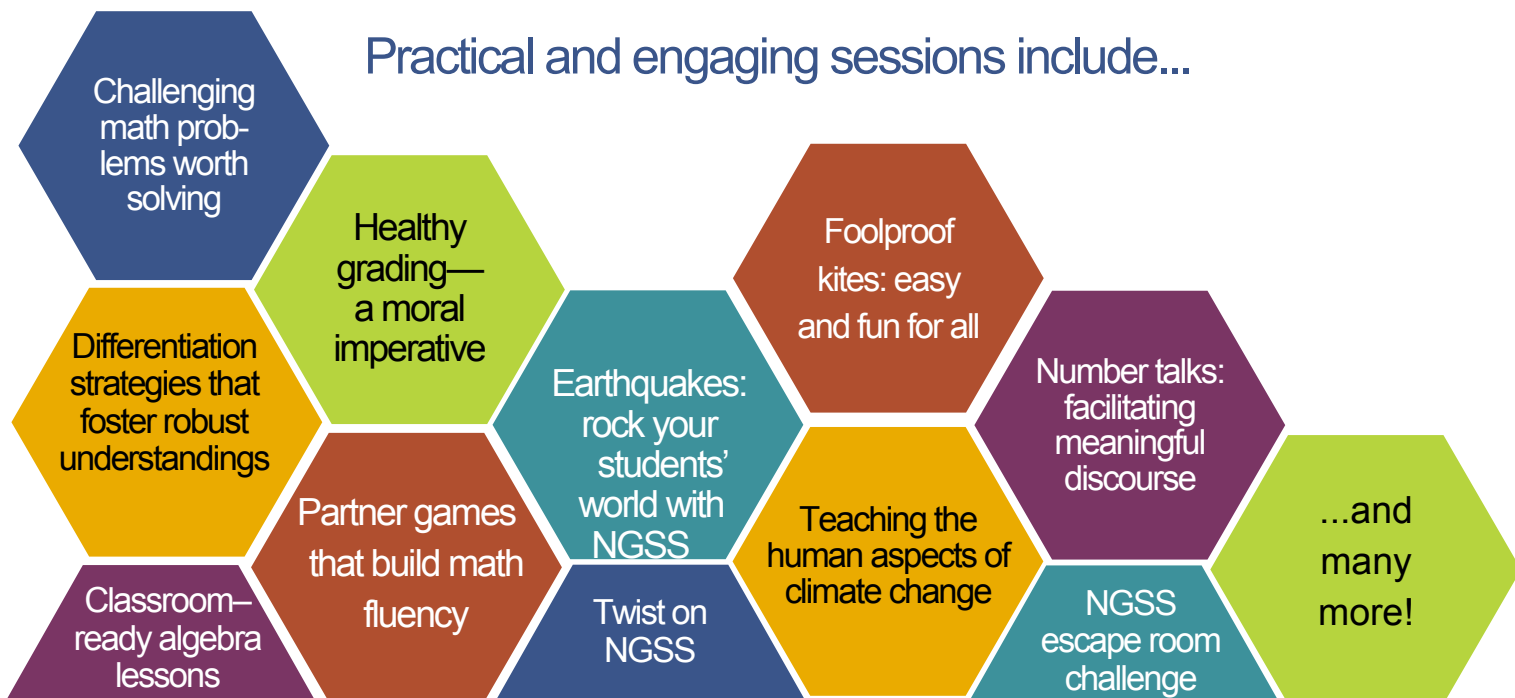 Practical and engaging sessions include...
Challenging
math prob-
lems worth
solving
Healthy
grading—
a moral
imperative
Foolproof
kites: easy
and fun for all
Differentiation
strategies that
foster robust
understandings
Earthquakes:
rock your
students’
world with
NGSS
Number talks:
facilitating
meaningful
discourse
Partner games
that build math
fluency
Teaching the
human aspects of
climate change
...and
many
more!
Classroom–
ready algebra
lessons
Twist on
NGSS
NGSS
escape room
challenge